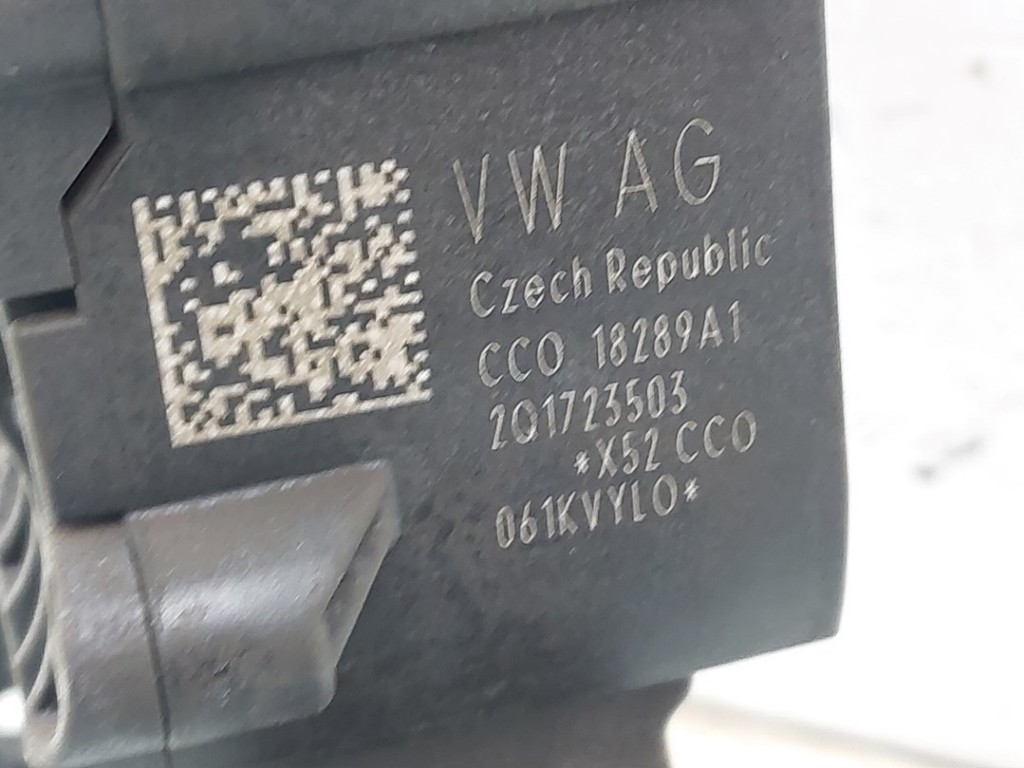 VW AG
Czech Republic
CCO 18289A1
2Q1723503
*X52 CCO
061KVYLO*